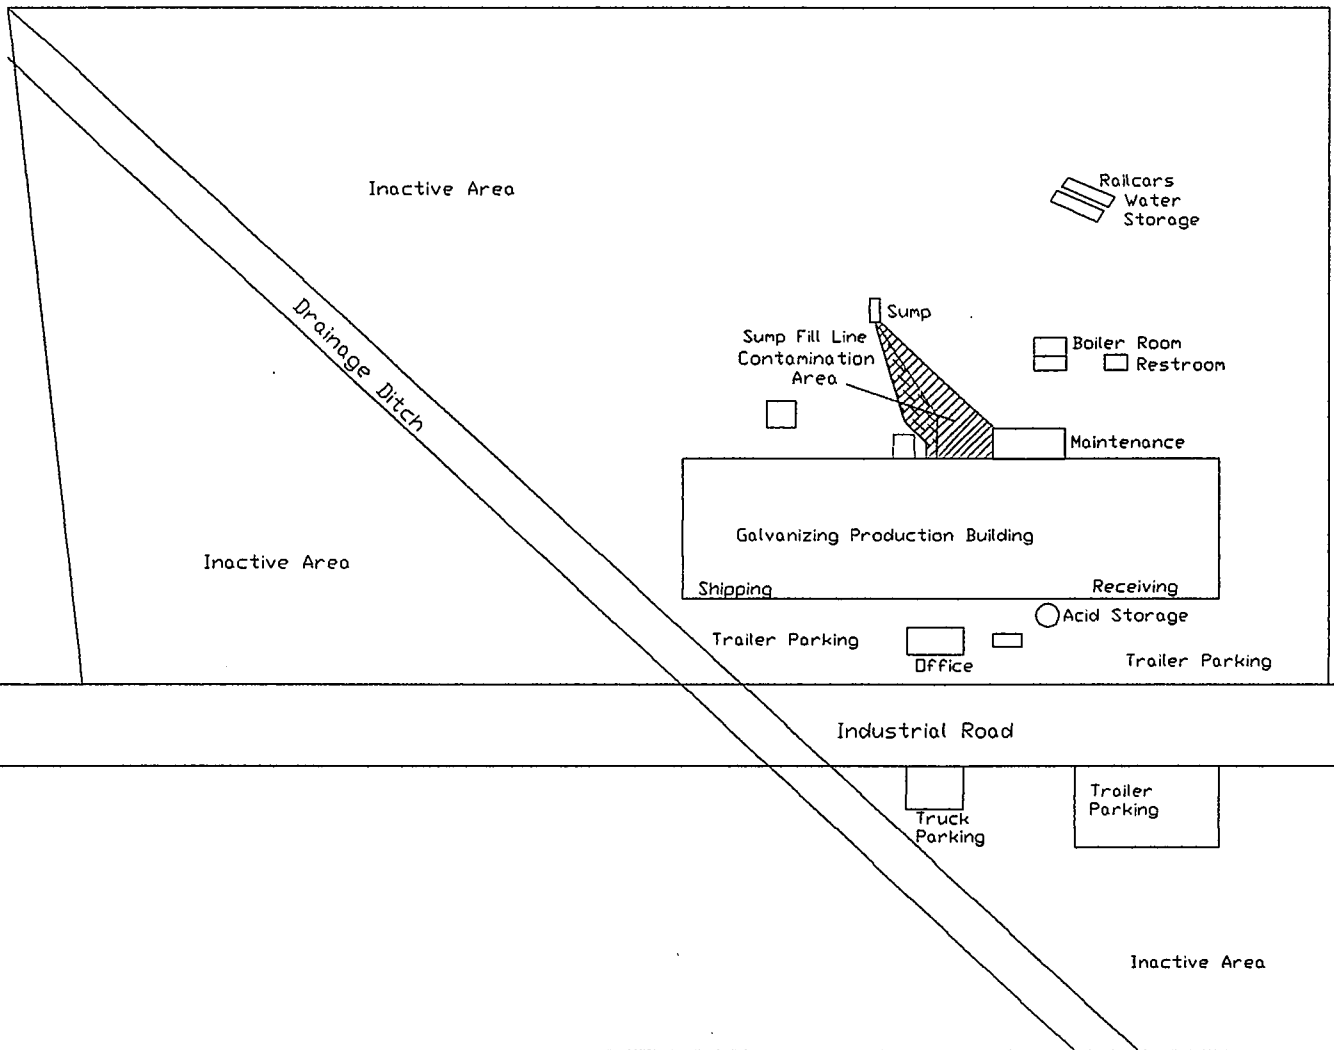 Inactive Area
Railcars
Water
Storage
Sump
Sump Fill Line
Contamination
Area
Boiler Room
Restroom
Drainage Ditch
Maintenance
Galvanizing Production Building
Inactive Area
Shipping
Receiving
Acid Storage
Trailer Parking
Office
Trailer Parking
Industrial Road
Trailer
Parking
Truck
Parking
Inactive Area